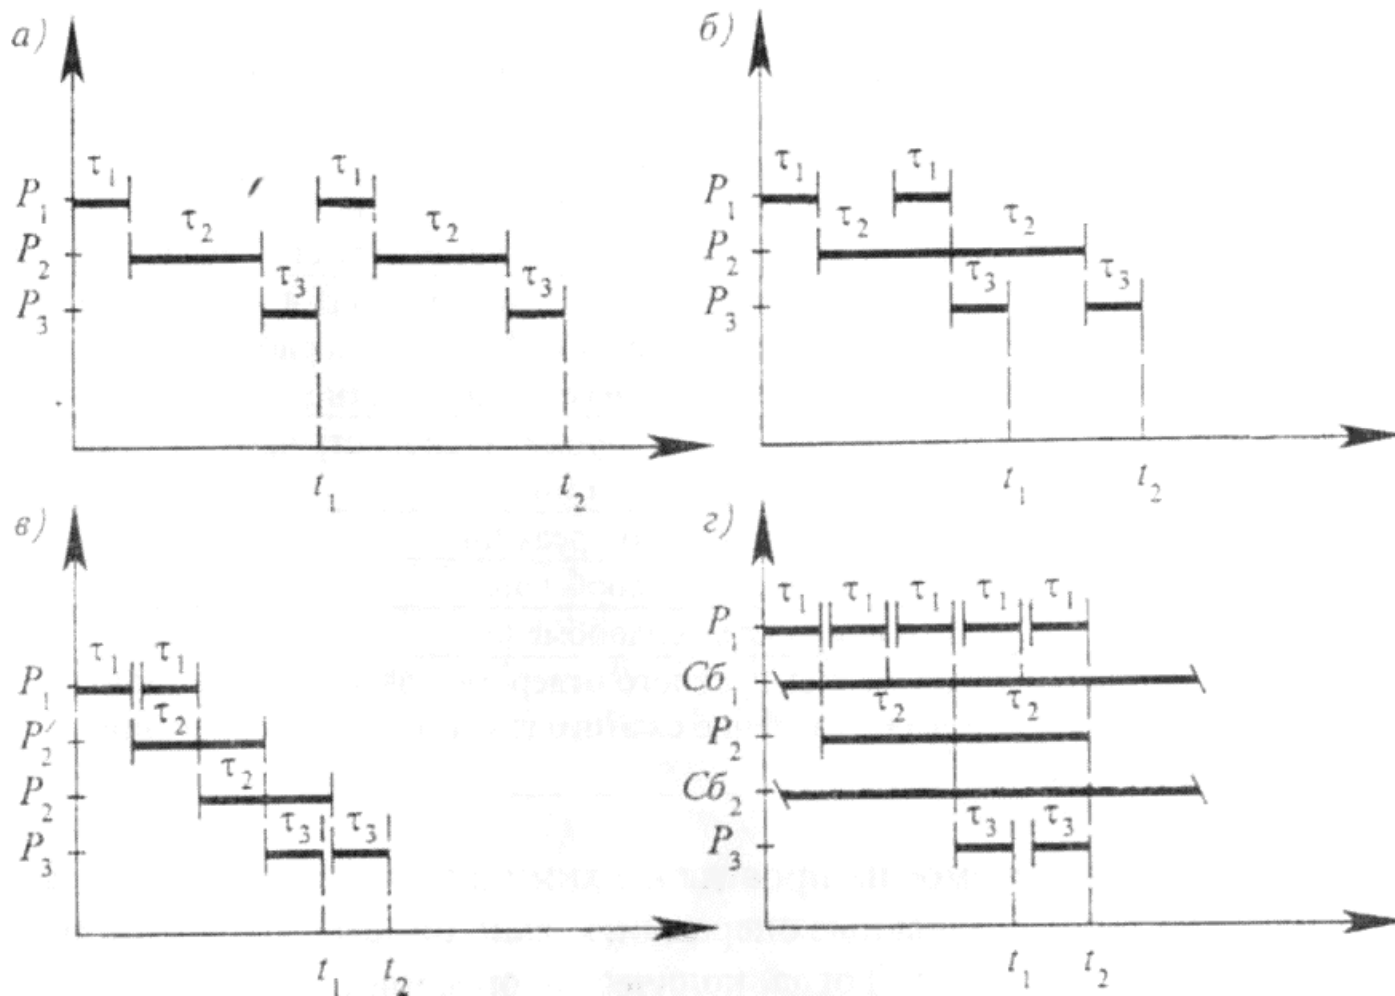 а)
τ₁ τ₁
P₁
τ₂ τ₂
P₂
τ₃ τ₃
P₃
t₁ t₂
б)
τ₁ τ₁
P₁
τ₂ τ₂
P₂
τ₃ τ₃
P₃
t₁ t₂
в)
τ₁ τ₁
P₁
τ₂
P₂′
τ₂
P₂
τ₃ τ₃
P₃
t₁ t₂
г)
τ₁ τ₁ τ₁ τ₁ τ₁
P₁
Сб₁
τ₂ τ₂
P₂
Сб₂
τ₃ τ₃
P₃
t₁ t₂